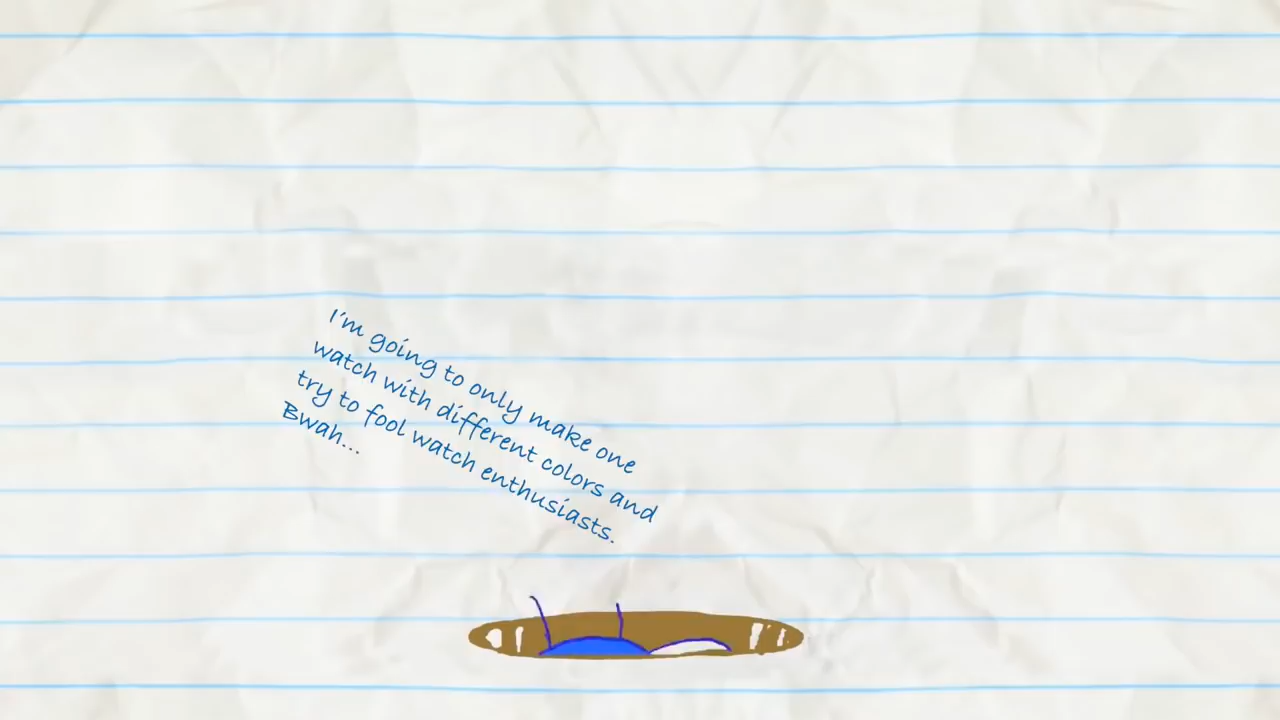 I'm going to only make one
watch with different colors and
try to fool watch enthusiasts.
Bwah...